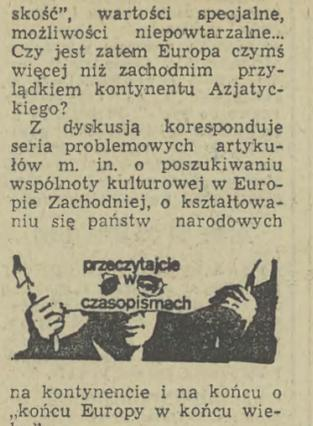 skość”, wartości specjalne,
możliwości niepowtarzalne...
Czy jest zatem Europa czymś
więcej niż zachodnim przy-
lądkiem kontynentu Azjatyc-
kiego?
Z dyskusją koresponduje
seria problemowych artyku-
łów m. in. o poszukiwaniu
wspólnoty kulturowej w Euro-
pie Zachodniej, o kształtowa-
niu się państw narodowych
przeczytajcie
w
czasopismach
na kontynencie i na końcu o
„końcu Europy w końcu wie-